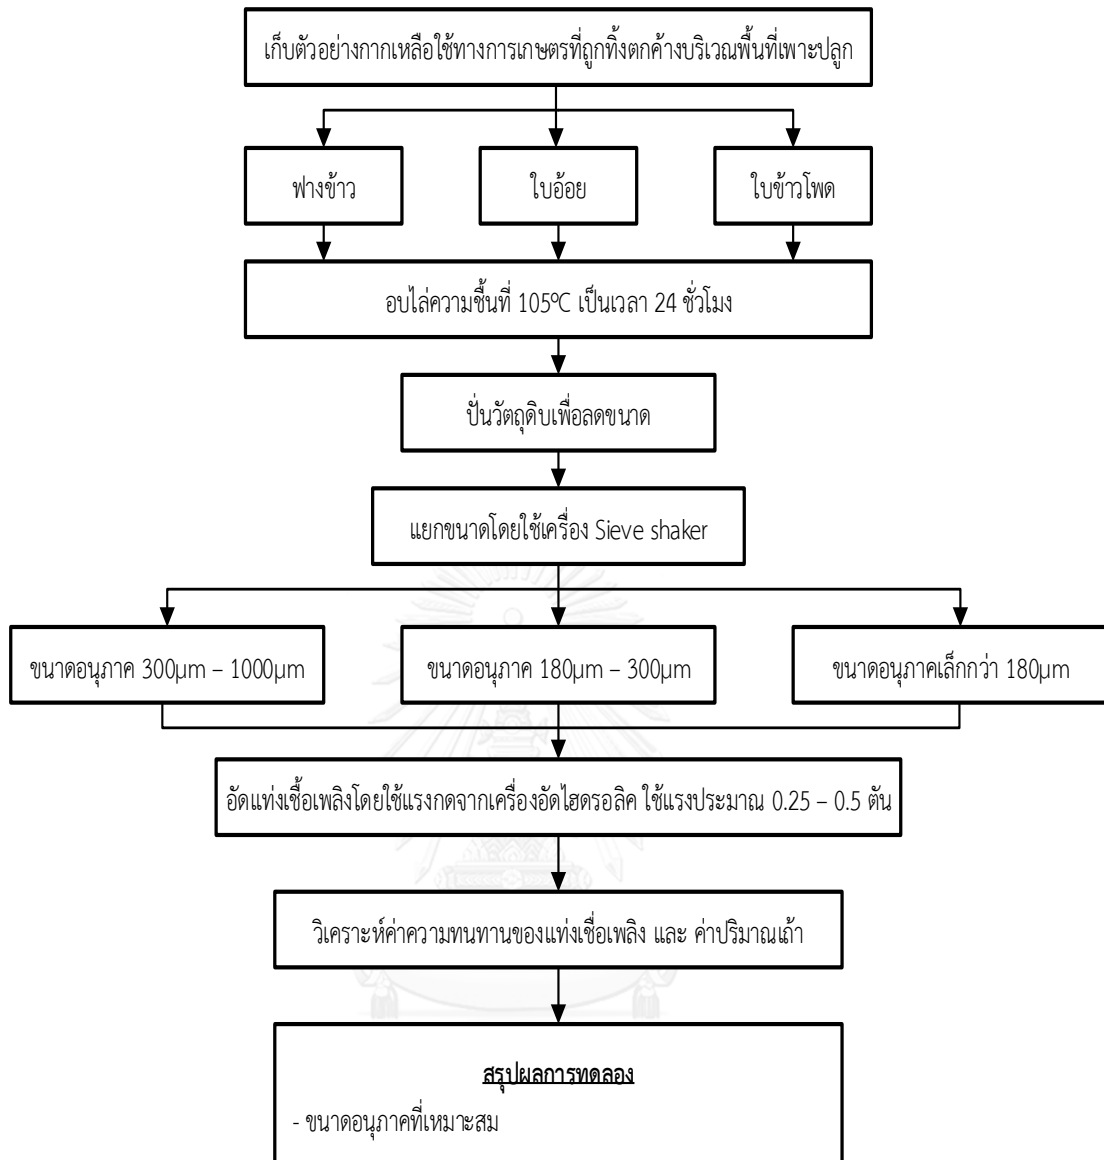 เก็บตัวอย่างกากเหลือใช้ทางการเกษตรที่ถูกทิ้งตกค้างบริเวณพื้นที่เพาะปลูก
ฟางข้าว
ใบอ้อย
ใบข้าวโพด
อบไล่ความชื้นที่ 105ºC เป็นเวลา 24 ชั่วโมง
ปั่นวัตถุดิบเพื่อลดขนาด
แยกขนาดโดยใช้เครื่อง Sieve shaker
ขนาดอนุภาค 300µm – 1000µm
ขนาดอนุภาค 180µm – 300µm
ขนาดอนุภาคเล็กกว่า 180µm
อัดแท่งเชื้อเพลิงโดยใช้แรงกดจากเครื่องอัดไฮดรอลิค ใช้แรงประมาณ 0.25 – 0.5 ตัน
วิเคราะห์ค่าความทนทานของแท่งเชื่อเพลิง และ ค่าปริมาณเถ้า
สรุปผลการทดลอง
- ขนาดอนุภาคที่เหมาะสม